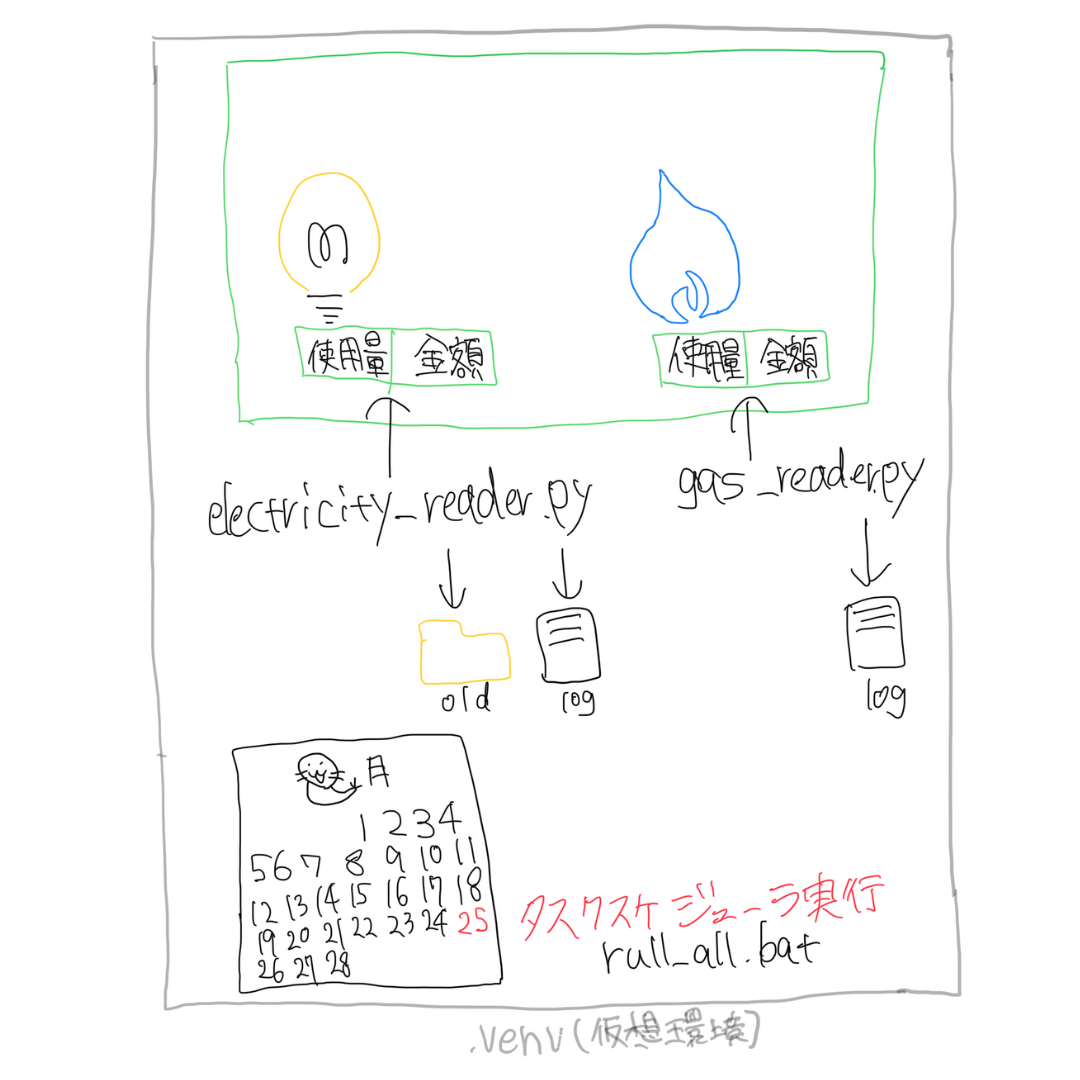 使用量 金額
使用量 金額
electricity_reader.py
gas_reader.py
old
log
log
月
1 2 3 4
5 6 7 8 9 10 11
12 13 14 15 16 17 18
19 20 21 22 23 24 25
26 27 28
タスクスケジューラ実行
rull_all.bat
.venv(仮想環境)